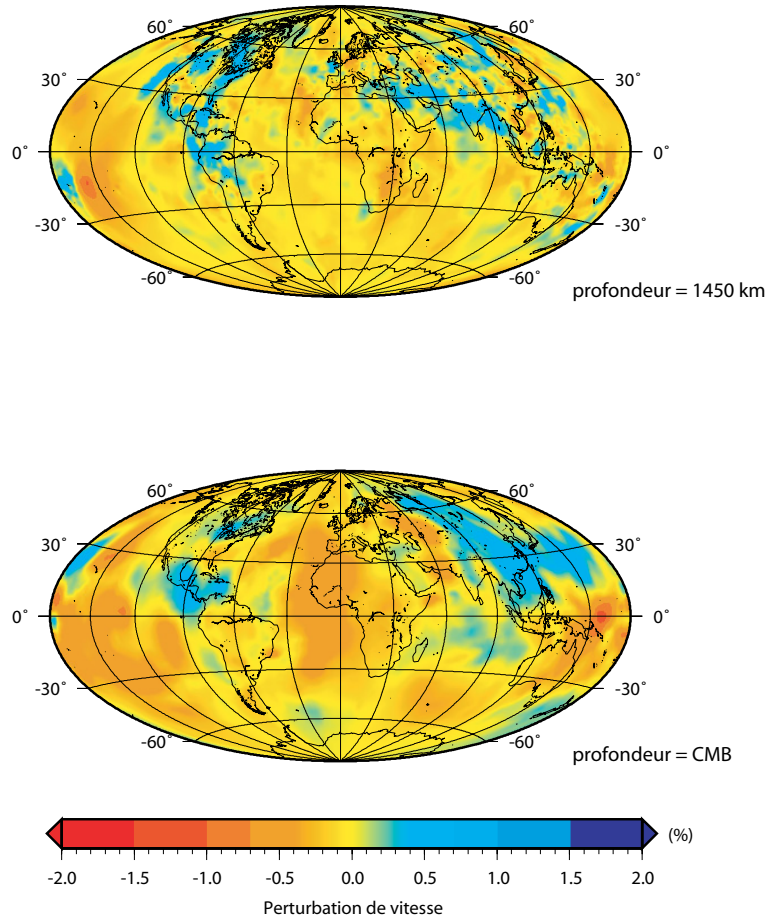 60˚ 60˚
30˚ 30˚
0˚ 0˚
-30˚ -30˚
-60˚ -60˚
profondeur = 1450 km
60˚ 60˚
30˚ 30˚
0˚ 0˚
-30˚ -30˚
-60˚ -60˚
profondeur = CMB
(%)
-2.0 -1.5 -1.0 -0.5 0.0 0.5 1.0 1.5 2.0
Perturbation de vitesse